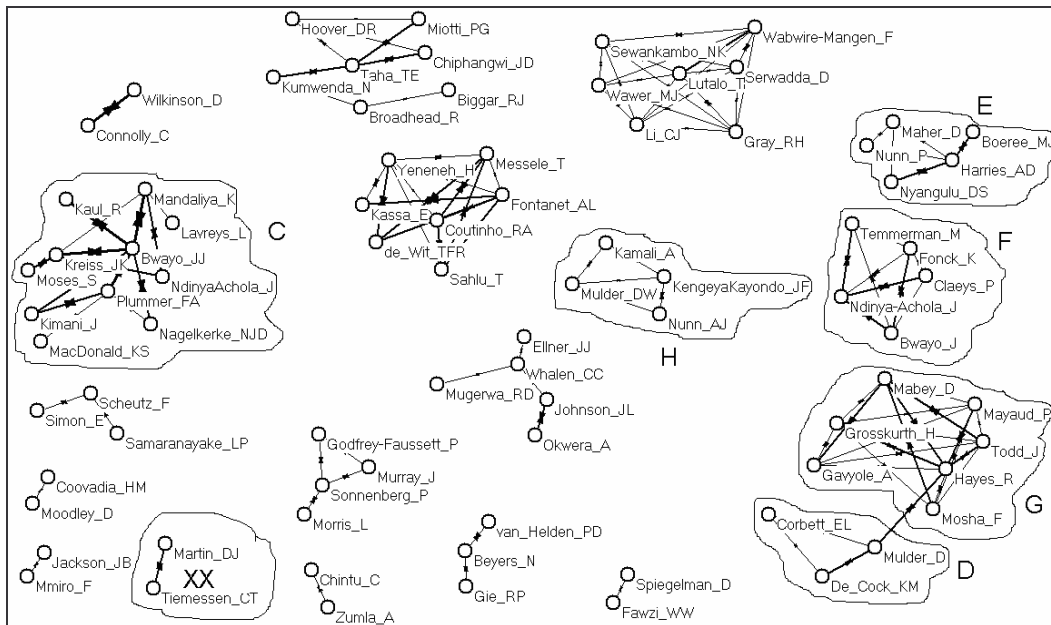 Hoover_DR
Miotti_PG
Chiphangwi_JD
Taha_TE
Kumwenda_N
Biggar_RJ
Broadhead_R
Wilkinson_D
Connolly_C
Wabwire-Mangen_F
Sewankambo_NK
Serwadda_D
Lutalo_Ti
Wawer_MJ
Li_CJ
Gray_RH
E
Maher_D
Boeree_MJ
Nunn_P
Harries_AD
Nyangulu_DS
Mandaliya_K
Kaul_R
Lavreys_L
C
Bwayo_JJ
Kreiss_JK
Moses_S
NdinyaAchola_J
Plummer_FA
Kimani_J
Nagelkerke_NJD
MacDonald_KS
Messele_T
Yeneneh_H
Fontanet_AL
Kassa_E
Coutinho_RA
de_Wit_TFR
Sahlu_T
Kamali_A
KengeyaKayondo_JF
Mulder_DW
Nunn_AJ
H
F
Temmerman_M
Fonck_K
Claeys_P
Ndinya-Achola_J
Bwayo_J
Ellner_JJ
Whalen_CC
Mugerwa_RD
Johnson_JL
Okwera_A
Scheutz_F
Simon_E
Samaranayake_LP
Mabey_D
Mayaud_P
Grosskurth_H
Todd_J
Gavyole_A
Hayes_R
Mosha_F
G
Godfrey-Faussett_P
Murray_J
Sonnenberg_P
Morris_L
Coovadia_HM
Moodley_D
Corbett_EL
Mulder_D
De_Cock_KM
D
Jackson_JB
Mmiro_F
Martin_DJ
XX
Tiemessen_CT
Chintu_C
Zumla_A
van_Helden_PD
Beyers_N
Gie_RP
Spiegelman_D
Fawzi_WW